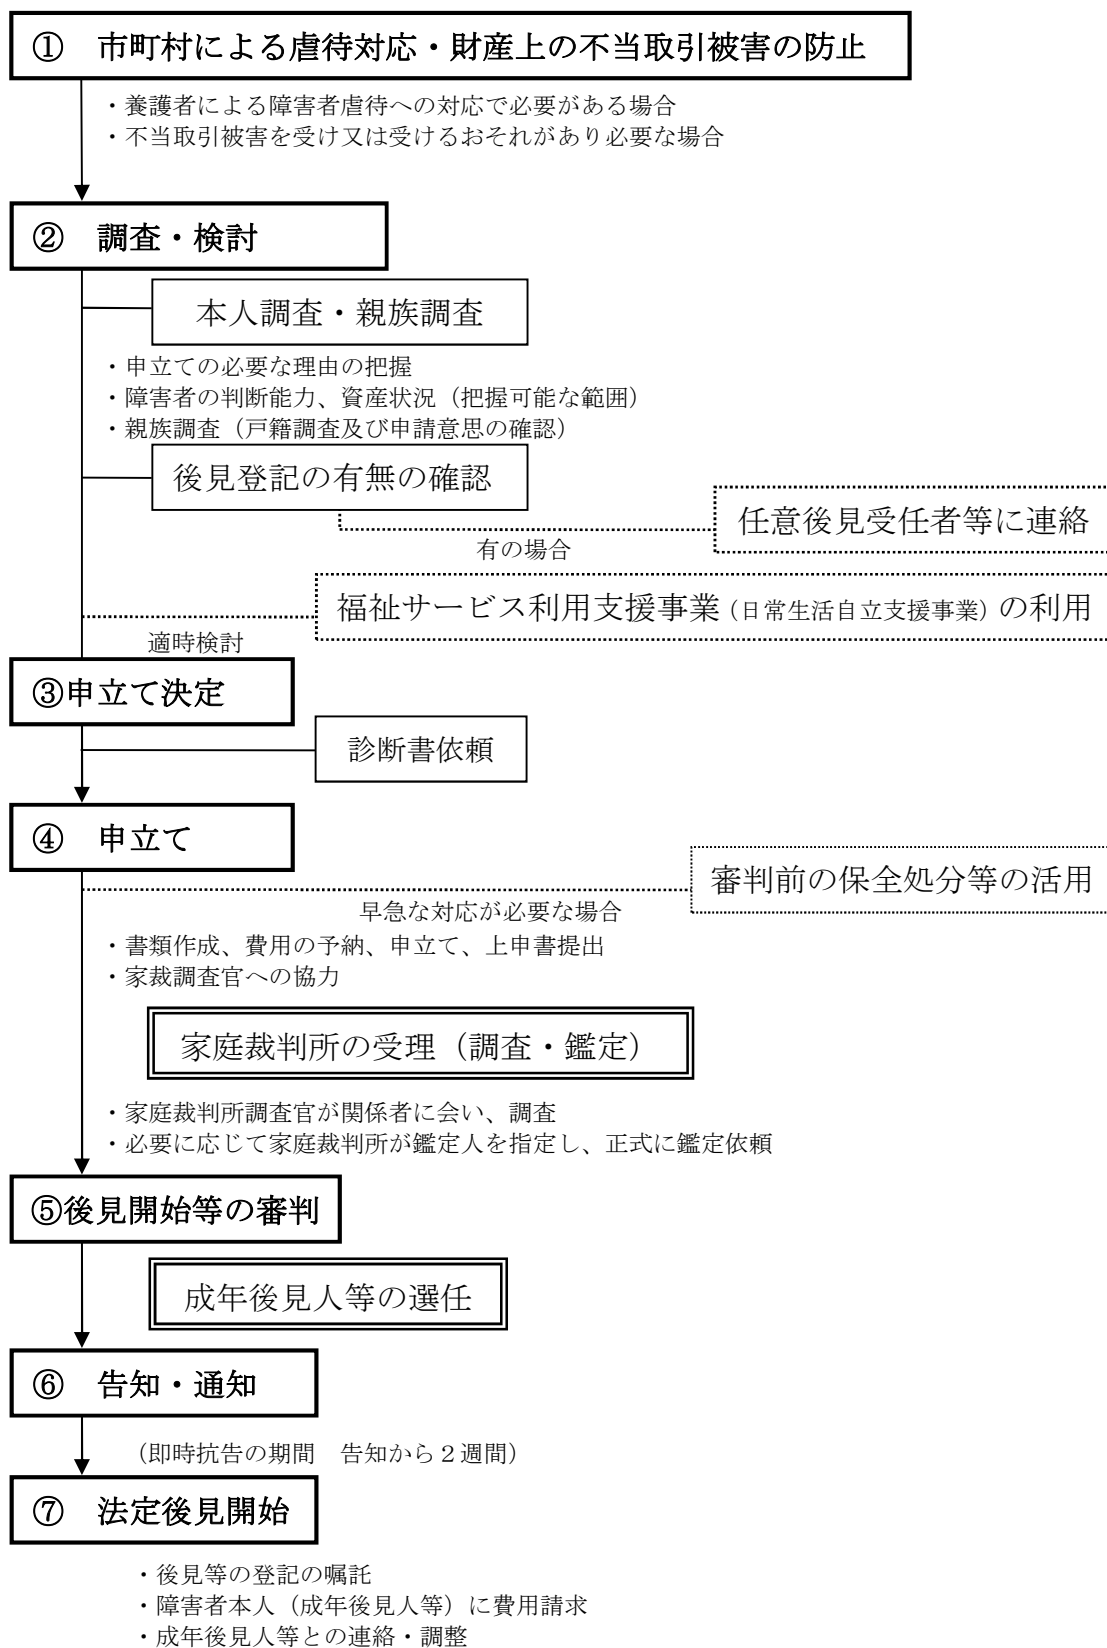 ① 市町村による虐待対応・財産上の不当取引被害の防止
・養護者による障害者虐待への対応で必要がある場合
・不当取引被害を受け又は受けるおそれがあり必要な場合
② 調査・検討
本人調査・親族調査
・申立ての必要な理由の把握
・障害者の判断能力、資産状況（把握可能な範囲）
・親族調査（戸籍調査及び申請意思の確認）
後見登記の有無の確認
任意後見受任者等に連絡
有の場合
福祉サービス利用支援事業（日常生活自立支援事業）の利用
適時検討
③申立て決定
診断書依頼
④ 申立て
審判前の保全処分等の活用
早急な対応が必要な場合
・書類作成、費用の予納、申立て、上申書提出
・家裁調査官への協力
家庭裁判所の受理（調査・鑑定）
・家庭裁判所調査官が関係者に会い、調査
・必要に応じて家庭裁判所が鑑定人を指定し、正式に鑑定依頼
⑤後見開始等の審判
成年後見人等の選任
⑥ 告知・通知
（即時抗告の期間 告知から２週間）
⑦ 法定後見開始
・後見等の登記の嘱託
・障害者本人（成年後見人等）に費用請求
・成年後見人等との連絡・調整